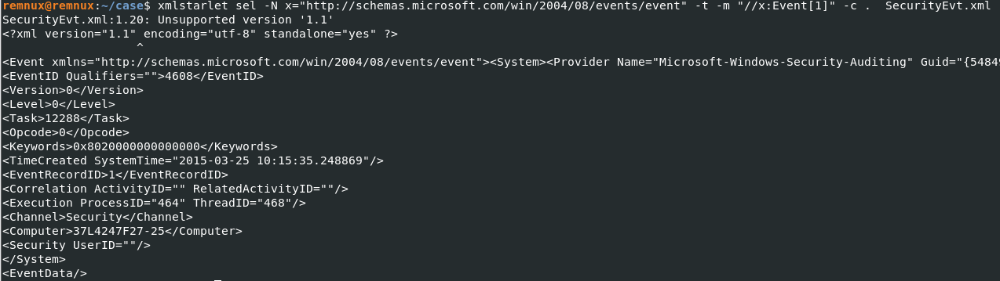 remnux@remnux:~/case$ xmlstarlet sel -N x="http://schemas.microsoft.com/win/2004/08/events/event" -t -m "//x:Event[1]" -c .  SecurityEvt.xml
SecurityEvt.xml:1.20: Unsupported version '1.1'
<?xml version="1.1" encoding="utf-8" standalone="yes" ?>
                   ^
<Event xmlns="http://schemas.microsoft.com/win/2004/08/events/event"><System><Provider Name="Microsoft-Windows-Security-Auditing" Guid="{5484
<EventID Qualifiers="">4608</EventID>
<Version>0</Version>
<Level>0</Level>
<Task>12288</Task>
<Opcode>0</Opcode>
<Keywords>0x8020000000000000</Keywords>
<TimeCreated SystemTime="2015-03-25 10:15:35.248869"/>
<EventRecordID>1</EventRecordID>
<Correlation ActivityID="" RelatedActivityID=""/>
<Execution ProcessID="464" ThreadID="468"/>
<Channel>Security</Channel>
<Computer>37L4247F27-25</Computer>
<Security UserID=""/>
</System>
<EventData/>